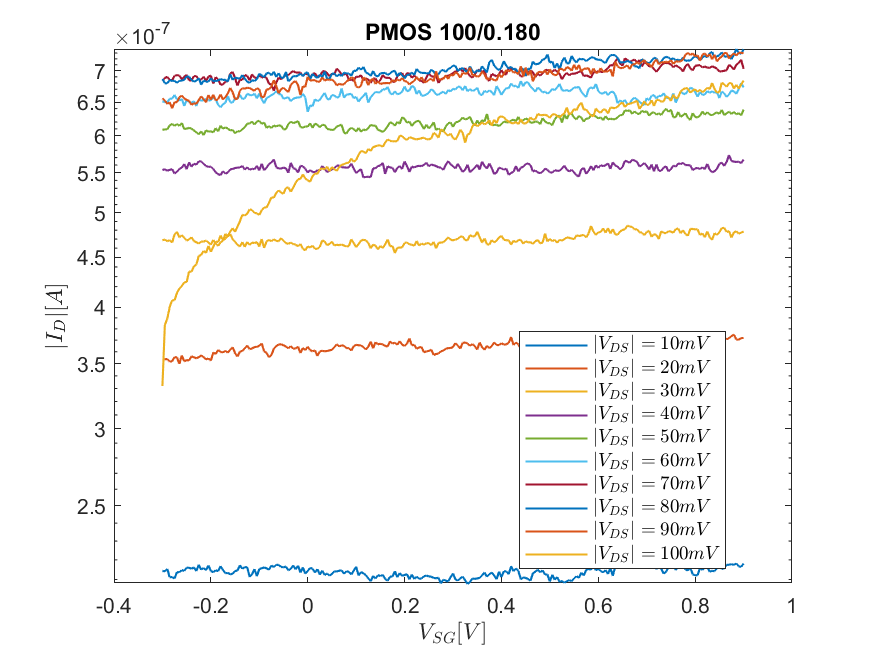 PMOS 100/0.180
×10⁻⁷
7
6.5
6
5.5
5
4.5
4
3.5
3
2.5
|I_D|[A]
|V_DS| = 10mV
|V_DS| = 20mV
|V_DS| = 30mV
|V_DS| = 40mV
|V_DS| = 50mV
|V_DS| = 60mV
|V_DS| = 70mV
|V_DS| = 80mV
|V_DS| = 90mV
|V_DS| = 100mV
-0.4 -0.2 0 0.2 0.4 0.6 0.8 1
V_SG[V]